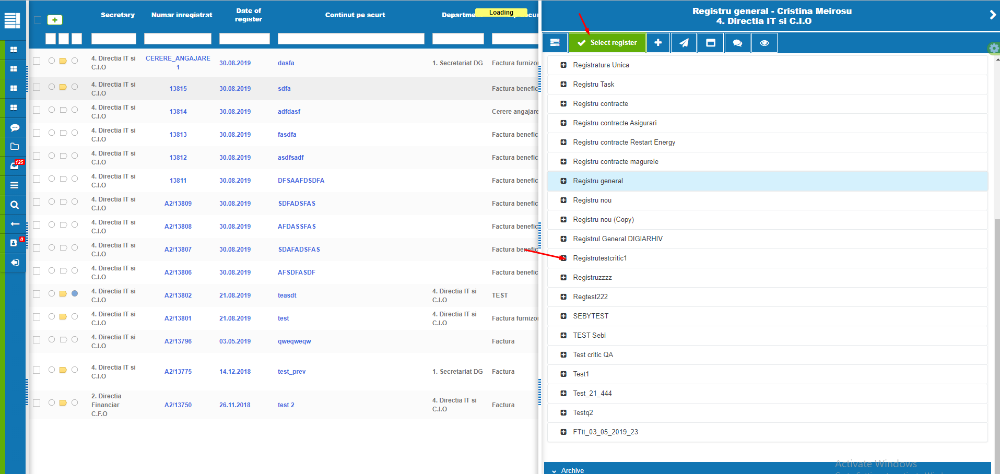 Secretary
Numar inregistrat
Date of
register
Continut pe scurt
Departmen
Loading
4. Directia IT si
C.I.O
CERERE_ANGAJARE
1
30.08.2019
dasfa
1. Secretariat DG
Factura furnizo
4. Directia IT si
C.I.O
13815
30.08.2019
sdfa
Factura benefic
4. Directia IT si
C.I.O
13814
30.08.2019
adfdasf
Cerere angajare
4. Directia IT si
C.I.O
13813
30.08.2019
fasdfa
Factura benefic
4. Directia IT si
C.I.O
13812
30.08.2019
asdfsadf
Factura benefic
4. Directia IT si
C.I.O
13811
30.08.2019
DFSAAFDSDFA
Factura benefic
4. Directia IT si
C.I.O
A2/13809
30.08.2019
SDFADSFAS
Factura benefic
4. Directia IT si
C.I.O
A2/13808
30.08.2019
AFDASSFAS
Factura benefic
4. Directia IT si
C.I.O
A2/13807
30.08.2019
SDAFADSFAS
Factura benefic
4. Directia IT si
C.I.O
A2/13806
30.08.2019
AFSDFASDF
Factura benefic
4. Directia IT si
C.I.O
A2/13802
21.08.2019
teasdt
4. Directia IT si
C.I.O
TEST
4. Directia IT si
C.I.O
A2/13801
21.08.2019
test
4. Directia IT si
C.I.O
Factura furnizo
4. Directia IT si
C.I.O
A2/13796
03.05.2019
qweqweqw
Factura
4. Directia IT si
C.I.O
A2/13775
14.12.2018
test_prev
1. Secretariat DG
Factura
2. Directia
Financiar
C.F.O
A2/13750
26.11.2018
test 2
4. Directia IT si
C.I.O
Factura
125
0
Registru general - Cristina Meirosu
4. Directia IT si C.I.O
Select register
Registratura Unica
Registru Task
Registru contracte
Registru contracte Asigurari
Registru contracte Restart Energy
Registru contracte magurele
Registru general
Registru nou
Registru nou (Copy)
Registrul General DIGIARHIV
Registrutestcritic1
Registruzzzz
Regtest222
SEBYTEST
TEST Sebi
Test critic QA
Test1
Test_21_444
Testq2
FTtt_03_05_2019_23
Activate Windows
Archive